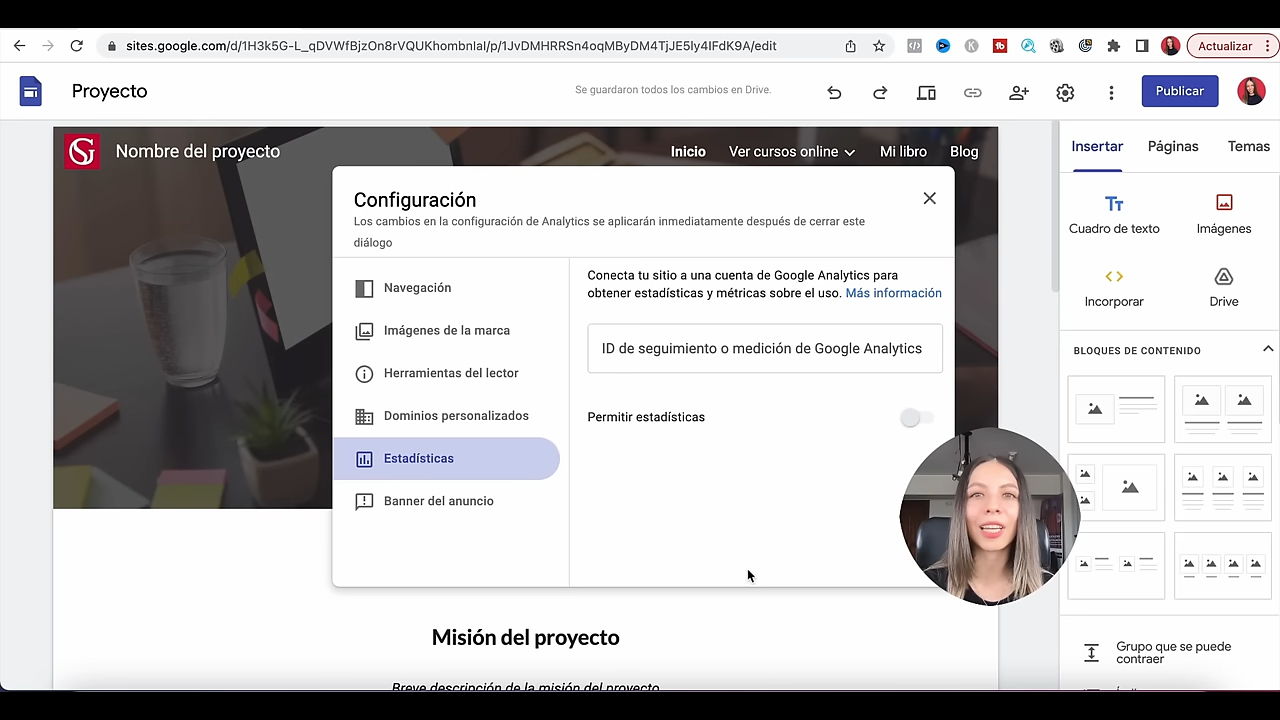 sites.google.com/d/1H3k5G-L_qDVWfBjzOn8rVQUKhombnlal/p/1JvDMHRRSn4oqMByDM4TjJE5ly4IFdK9A/edit
Actualizar
Proyecto
Se guardaron todos los cambios en Drive.
Publicar
SG
Nombre del proyecto
Inicio
Ver cursos online
Mi libro
Blog
Configuración
Los cambios en la configuración de Analytics se aplicarán inmediatamente después de cerrar este
diálogo
Navegación
Imágenes de la marca
Herramientas del lector
Dominios personalizados
Estadísticas
Banner del anuncio
Conecta tu sitio a una cuenta de Google Analytics para
obtener estadísticas y métricas sobre el uso. Más información
ID de seguimiento o medición de Google Analytics
Permitir estadísticas
Misión del proyecto
Breve descripción de la misión del proyecto
Insertar
Páginas
Temas
Cuadro de texto
Imágenes
Incorporar
Drive
BLOQUES DE CONTENIDO
Grupo que se puede
contraer